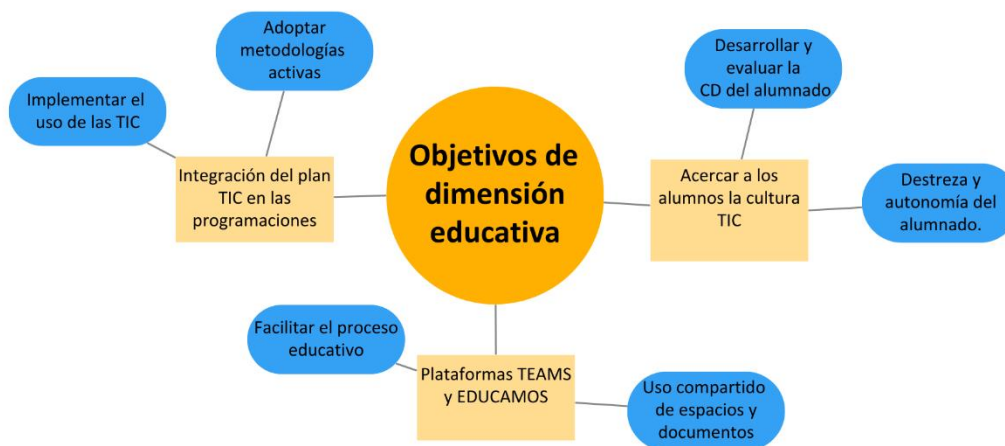 Adoptar
metodologías
activas
Implementar el
uso de las TIC
Integración del plan
TIC en las
programaciones
Objetivos de
dimensión
educativa
Desarrollar y
evaluar la
CD del alumnado
Acercar a los
alumnos la cultura
TIC
Destreza y
autonomía del
alumnado.
Facilitar el proceso
educativo
Plataformas TEAMS
y EDUCAMOS
Uso compartido
de espacios y
documentos